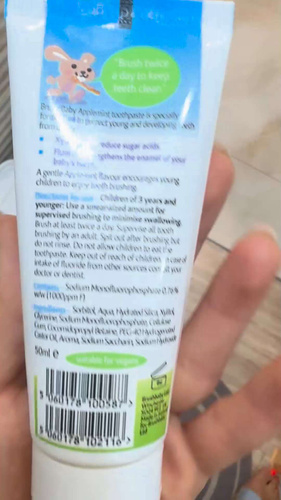 "Brush twice
a day to keep
teeth clean"
Applemint toothpaste is specially
to protect young and developing teeth
reduce sugar acids
strengthens the enamel of your
A gentle Applemint flavour encourages young
children to enjoy tooth brushing.
Directions for use - Children of 3 years and
younger: Use a smear sized amount for
supervised brushing to minimise swallowing.
Brush at least twice a day. Supervise all tooth
brushing by an adult. Spit out after brushing but
do not rinse. Do not allow children to eat the
toothpaste. Keep out of reach of children. In case of
intake of fluoride from other sources consult your
doctor or dentist.
Contains - Sodium Monofluorophosphate 0.76%
w/w (1000ppm F)
Ingredients - Sorbitol, Aqua, Hydrated Silica, Xylitol,
Glycerine, Sodium Monofluorophosphate, Cellulose
Gum, Cocamidopropyl Betaine, PEG-40 Hydrogenated
Castor Oil, Aroma, Sodium Saccharin, Sodium Hydroxide
50ml e
suitable for vegans
5 060178 100587 >
5 060178 102116 >
Ltd